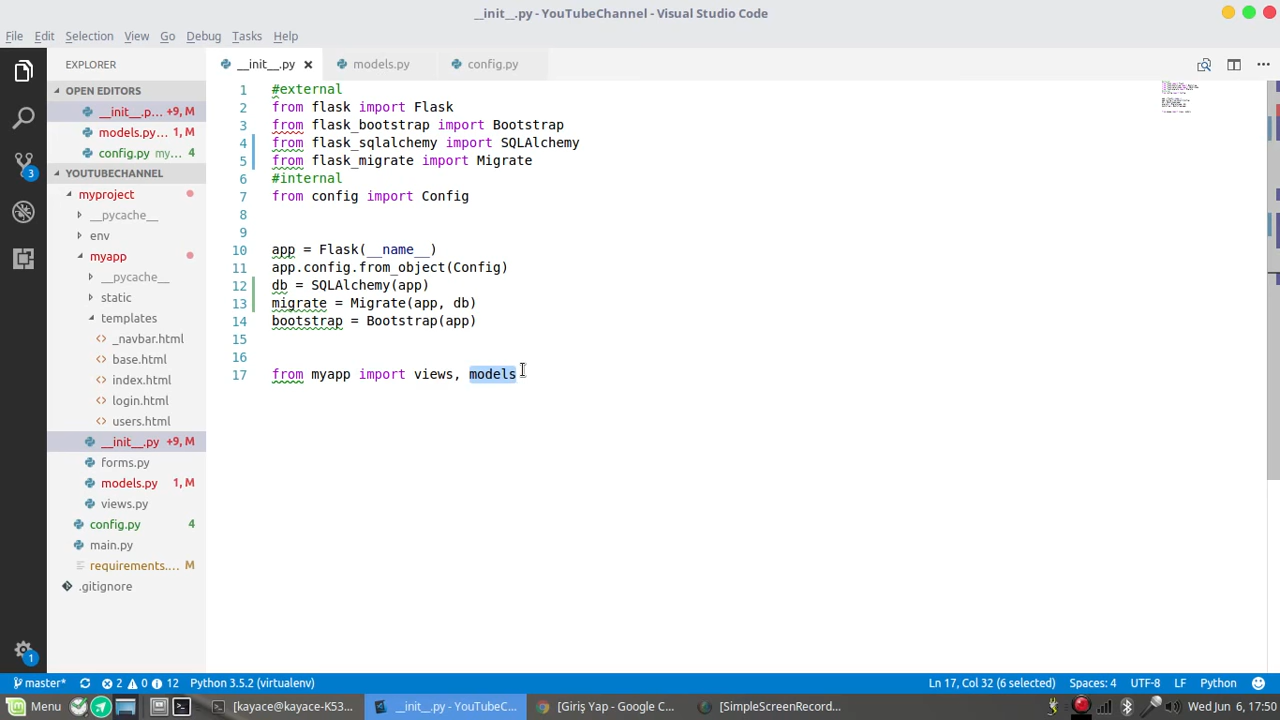 __init__.py - YouTubeChannel - Visual Studio Code
File Edit Selection View Go Debug Tasks Help
EXPLORER
OPEN EDITORS
__init__.p... +9, M
models.py... 1, M
config.py my... 4
YOUTUBECHANNEL
myproject
__pycache__
env
myapp
__pycache__
static
templates
_navbar.html
base.html
index.html
login.html
users.html
__init__.py +9, M
forms.py
models.py 1, M
views.py
config.py 4
main.py
requirements.... M
.gitignore
3
1
__init__.py models.py config.py
1 #external
2 from flask import Flask
3 from flask_bootstrap import Bootstrap
4 from flask_sqlalchemy import SQLAlchemy
5 from flask_migrate import Migrate
6 #internal
7 from config import Config
8
9
10 app = Flask(__name__)
11 app.config.from_object(Config)
12 db = SQLAlchemy(app)
13 migrate = Migrate(app, db)
14 bootstrap = Bootstrap(app)
15
16
17 from myapp import views, models
master* 2 0 12 Python 3.5.2 (virtualenv) Ln 17, Col 32 (6 selected) Spaces: 4 UTF-8 LF Python
Menu [kayace@kayace-K53... __init__.py - YouTubeC... [Giriş Yap - Google C... [SimpleScreenRecord... Wed Jun 6, 17:50